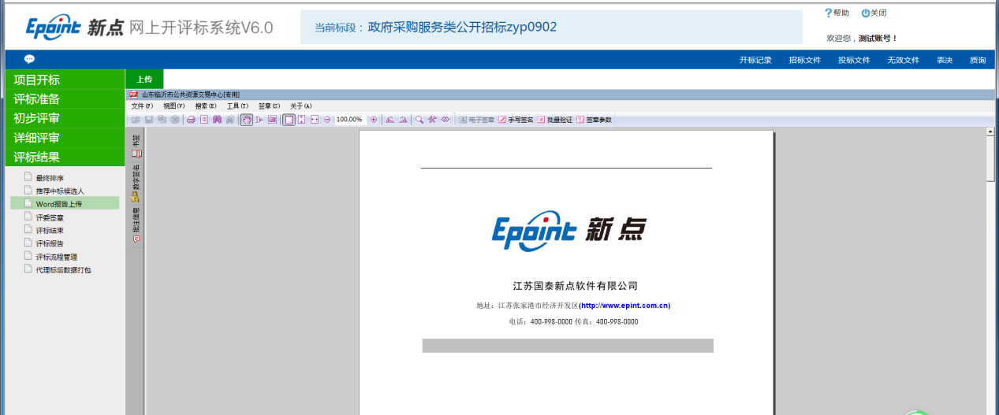 Epoint 新点 网上开评标系统V6.0
当前标段： 政府采购服务类公开招标zyp0902
帮助 关闭
欢迎您，测试账号！
开标记录 招标文件 投标文件 无效文件 表决 质询
项目开标
评标准备
初步评审
详细评审
评标结果
最终排序
推荐中标候选人
Word报告上传
评委签章
评标结束
评标报告
评标流程管理
代理标后数据打包
上传
山东临沂市公共资源交易中心[专用]
文件(F) 视图(V) 搜索(E) 工具(T) 签章(S) 关于(A)
100.00% 电子签章 手写签名 批量验证 签章参数
书签
数字签名
批注信息
Epoint 新点
江苏国泰新点软件有限公司
地址：江苏张家港市经济开发区(http://www.epint.com.cn)
电话：400-998-0000 传真：400-998-0000